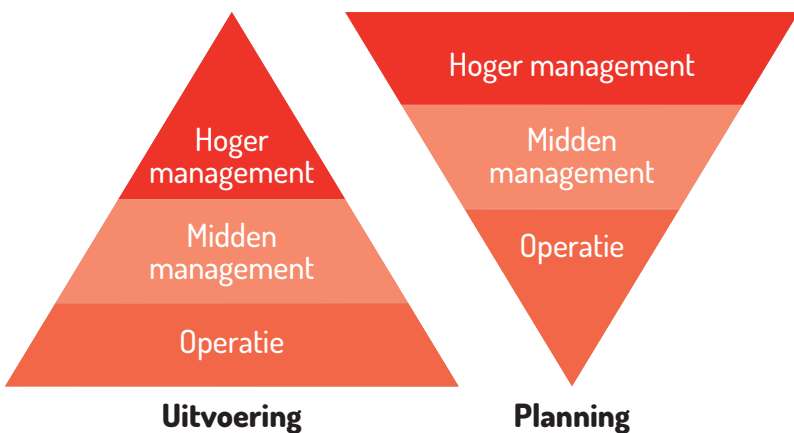 Hoger
management
Midden
management
Operatie
Uitvoering
Hoger management
Midden
management
Operatie
Planning